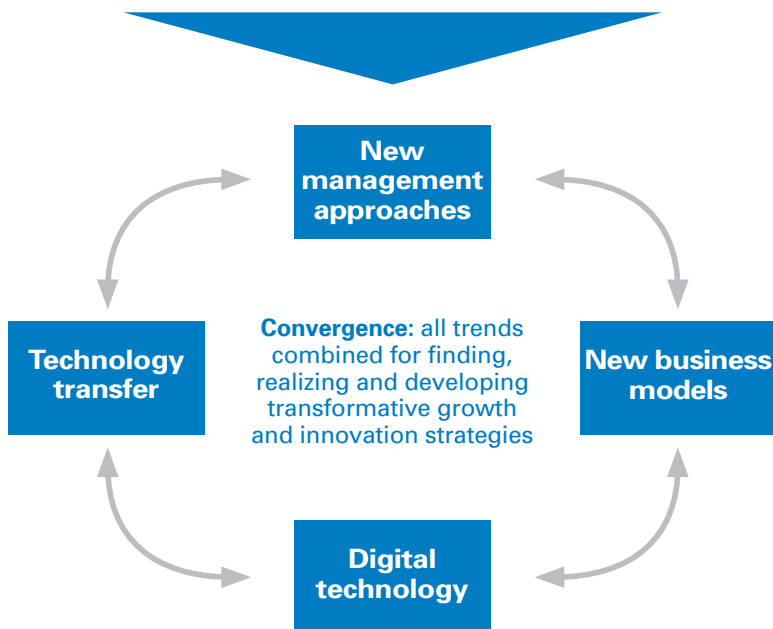 New
management
approaches
Technology
transfer
Convergence: all trends
combined for finding,
realizing and developing
transformative growth
and innovation strategies
New business
models
Digital
technology